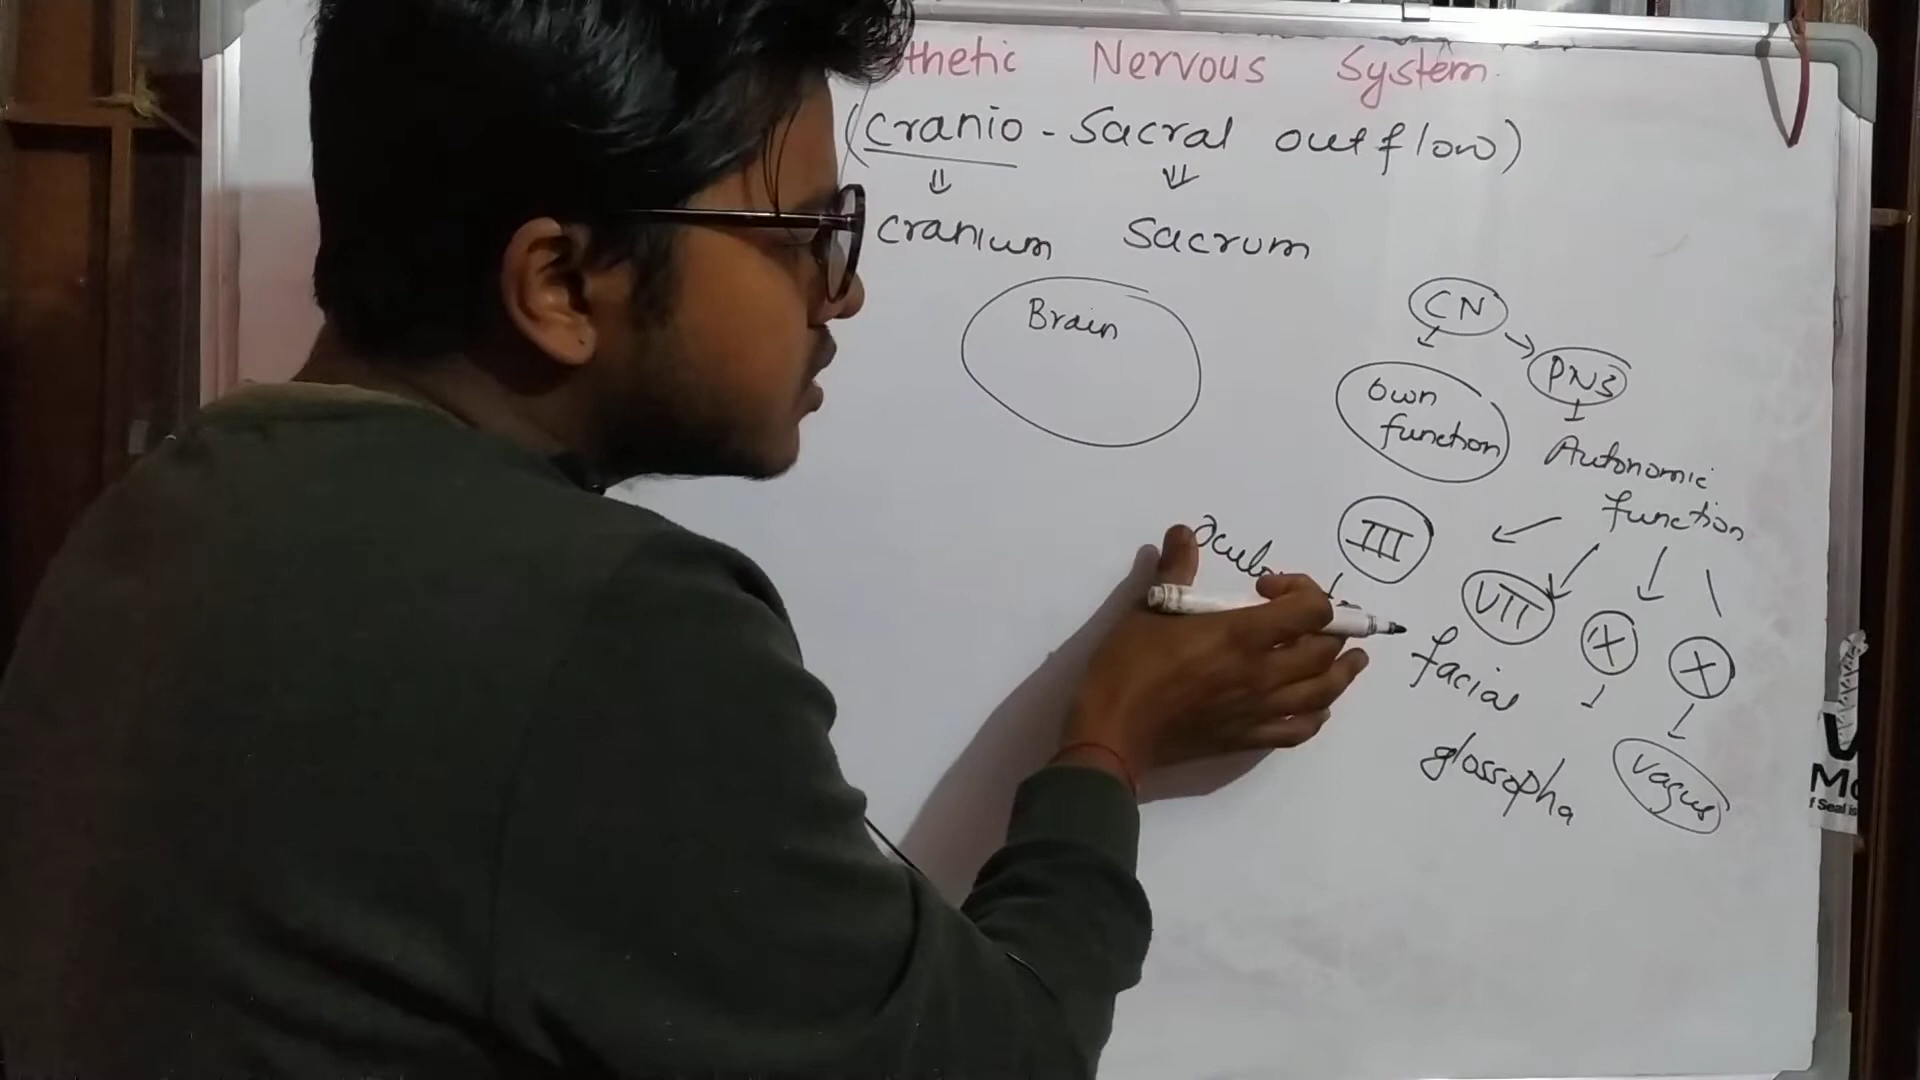 thetic Nervous System.
(cranio - Sacral outflow)
cranium Sacrum
Brain
CN
PNS
Own
function
Autonomic
function
III
VII
IX
X
facial
glossopha
vagus